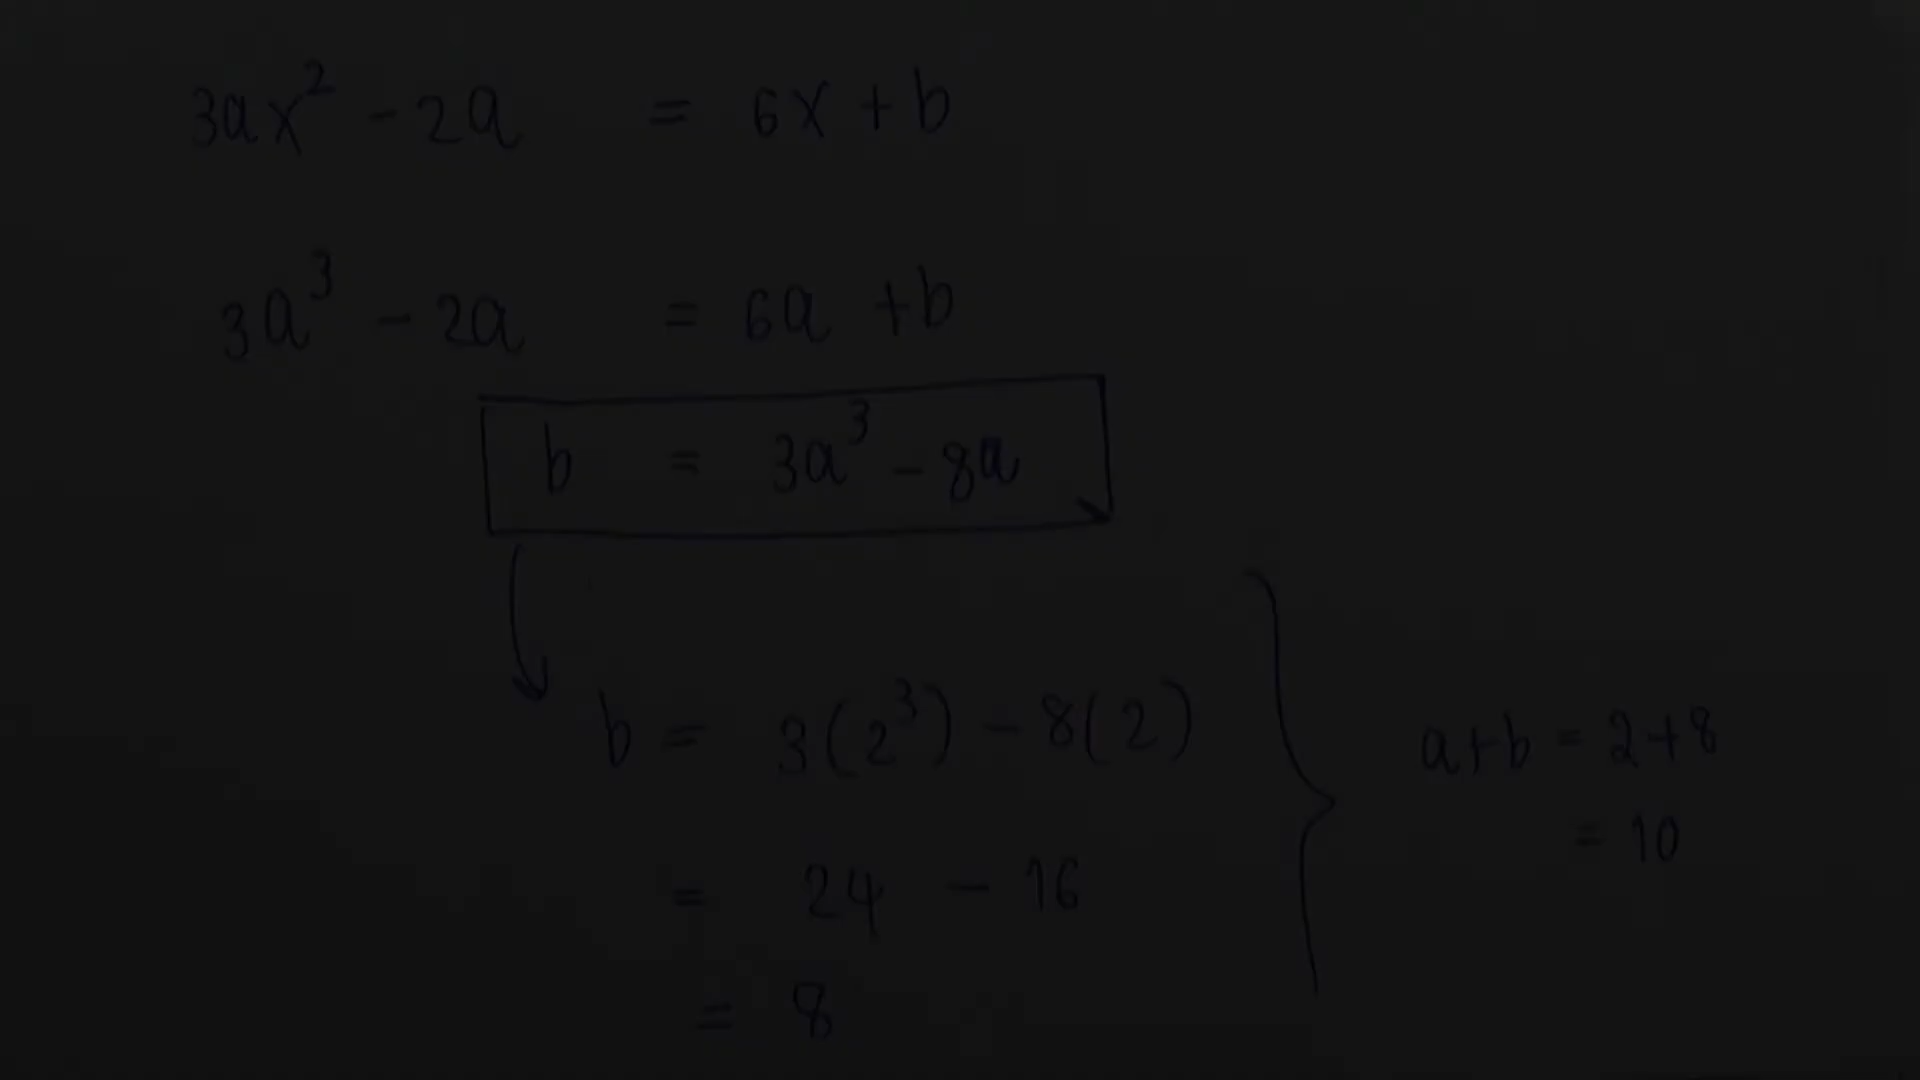 3ax² - 2a = 6x + b
3a³ - 2a = 6a + b
b = 3a³ - 8a
b = 3(2³) - 8(2)
= 24 - 16
= 8
a+b = 2+8
= 10